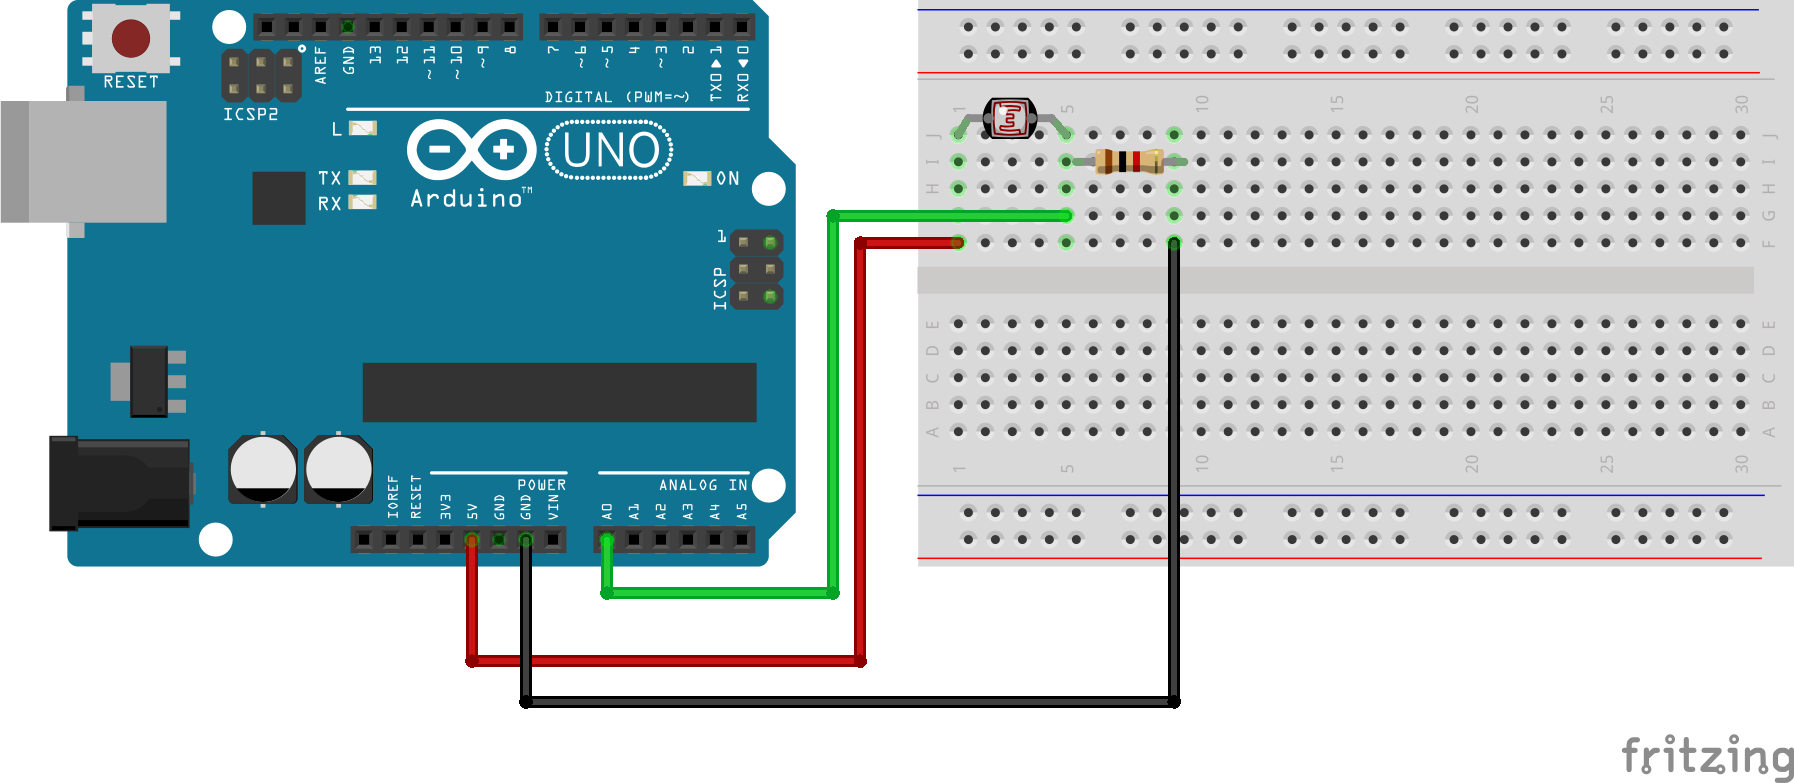 RESET
ICSP2
AREF
GND
13
12
~11
~10
~9
8
7
~6
~5
4
~3
2
TX0▶1
RX0◀0
DIGITAL (PWM=~)
L
TX
RX
Arduino™
UNO
ON
1
ICSP
IOREF
RESET
3V3
5V
GND
GND
VIN
POWER
ANALOG IN
A0
A1
A2
A3
A4
A5
1 5 10 15 20 25 30
J J
I I
H H
G G
F F
E E
D D
C C
B B
A A
1 5 10 15 20 25 30
fritzing